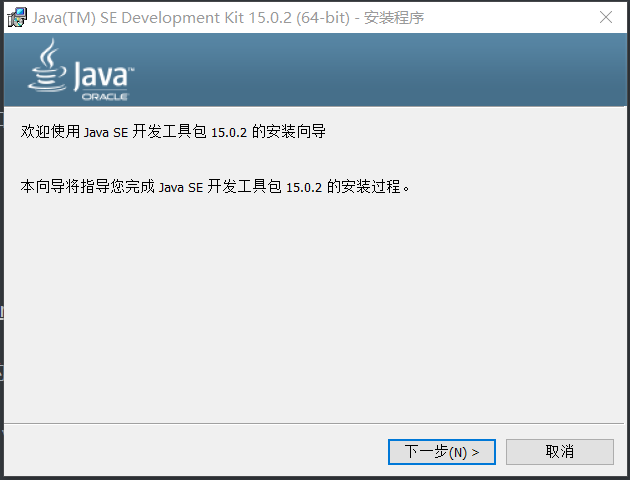 Java(TM) SE Development Kit 15.0.2 (64-bit) - 安装程序
Java™
ORACLE
欢迎使用 Java SE 开发工具包 15.0.2 的安装向导
本向导将指导您完成 Java SE 开发工具包 15.0.2 的安装过程。
下一步(N) >
取消